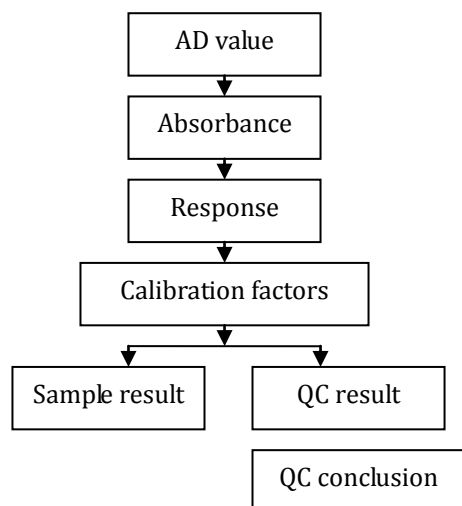 AD value
Absorbance
Response
Calibration factors
Sample result
QC result
QC conclusion